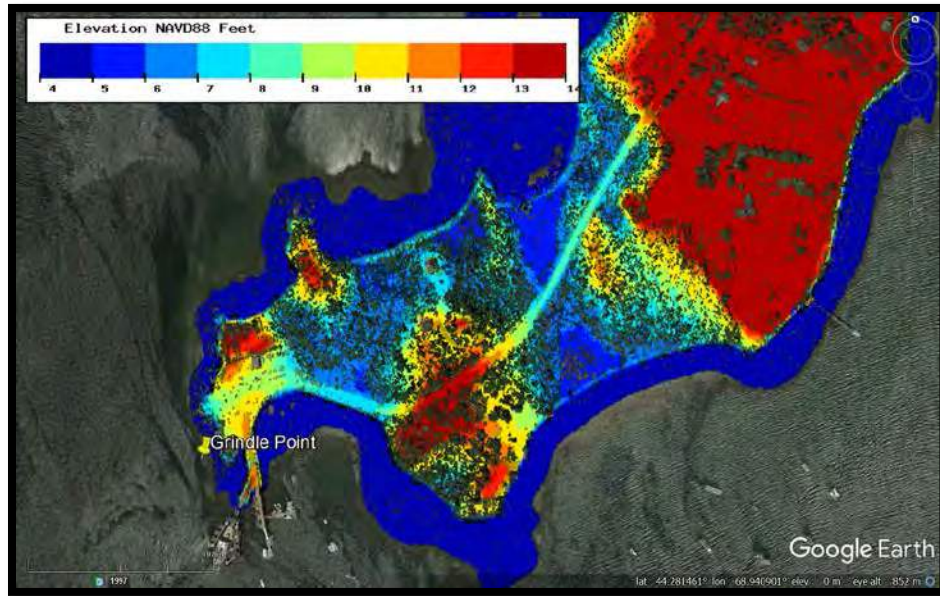 Elevation NAVD88 Feet
4 5 6 7 8 9 10 11 12 13 14
Grindle Point
Google Earth
1997
lat 44.281461° lon -68.940901° elev 0 m eye alt 852 m